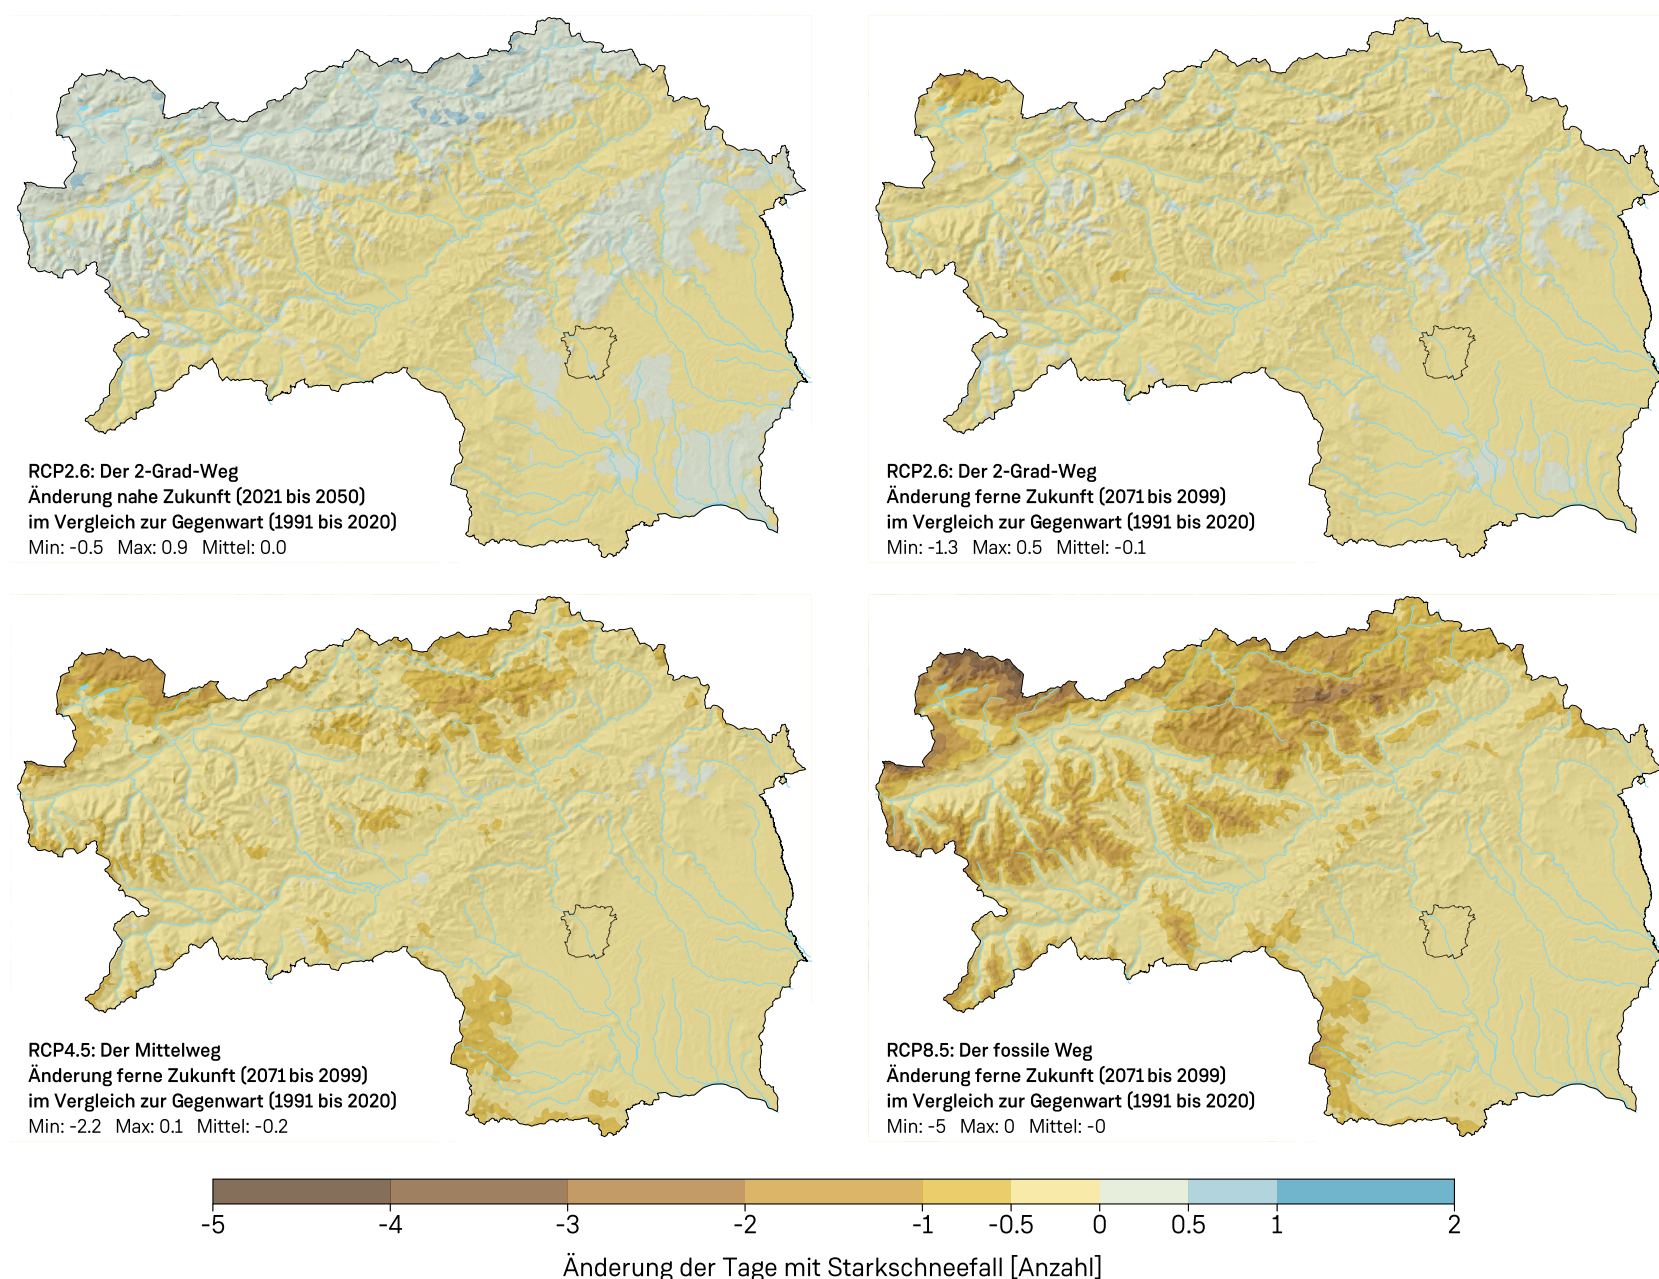 RCP2.6: Der 2-Grad-Weg
Änderung nahe Zukunft (2021 bis 2050)
im Vergleich zur Gegenwart (1991 bis 2020)
Min: -0.5 Max: 0.9 Mittel: 0.0
RCP2.6: Der 2-Grad-Weg
Änderung ferne Zukunft (2071 bis 2099)
im Vergleich zur Gegenwart (1991 bis 2020)
Min: -1.3 Max: 0.5 Mittel: -0.1
RCP4.5: Der Mittelweg
Änderung ferne Zukunft (2071 bis 2099)
im Vergleich zur Gegenwart (1991 bis 2020)
Min: -2.2 Max: 0.1 Mittel: -0.2
RCP8.5: Der fossile Weg
Änderung ferne Zukunft (2071 bis 2099)
im Vergleich zur Gegenwart (1991 bis 2020)
Min: -5 Max: 0 Mittel: -0
-5 -4 -3 -2 -1 -0.5 0 0.5 1 2
Änderung der Tage mit Starkschneefall [Anzahl]